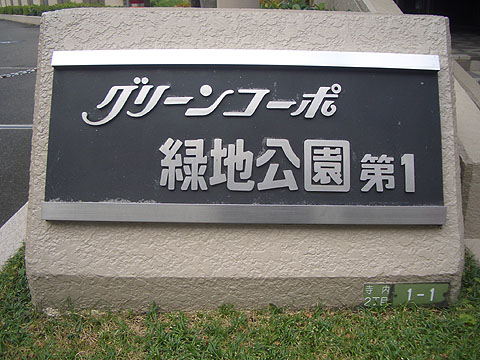 グリーンコーポ
緑地公園 第1
寺内
2丁目
1-1